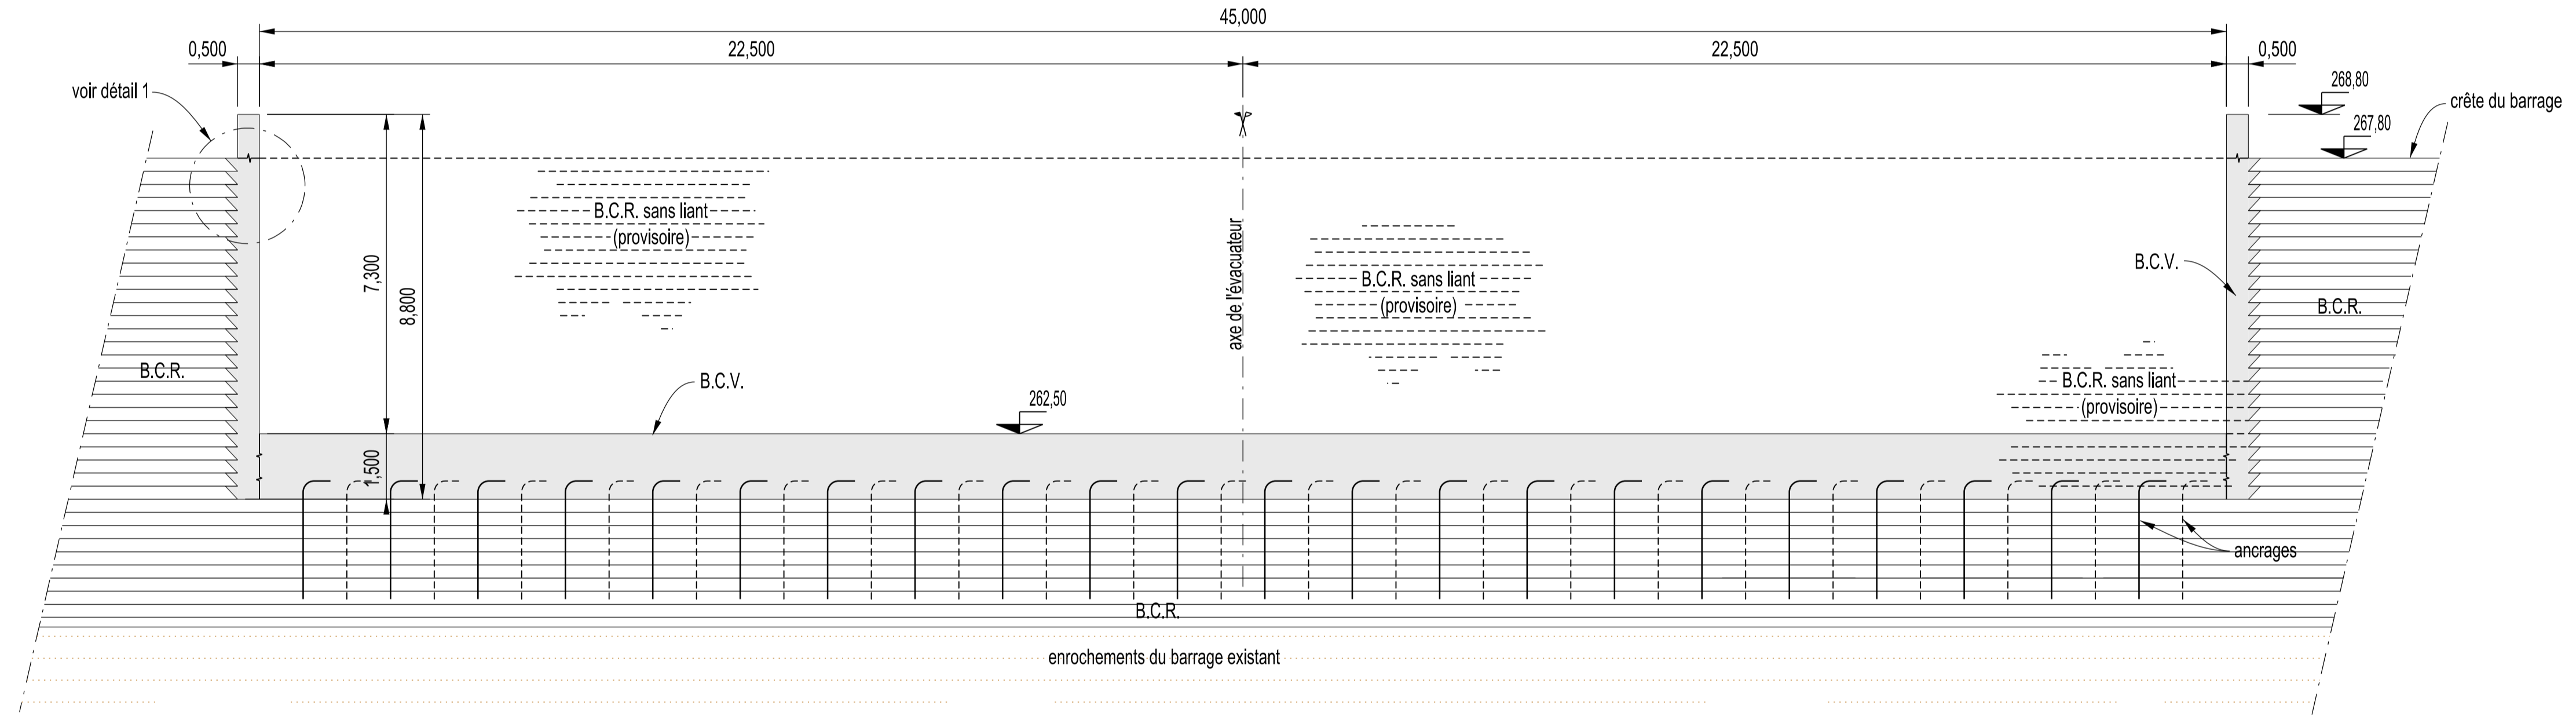 45,000
0,500
22,500
22,500
0,500
voir détail 1
268,80
crête du barrage
267,80
B.C.R. sans liant
(provisoire)
axe de l'évacuateur
B.C.R. sans liant
(provisoire)
B.C.V.
7,300
8,800
B.C.R.
B.C.R.
B.C.V.
B.C.R. sans liant
(provisoire)
262,50
1,500
ancrages
B.C.R.
enrochements du barrage existant